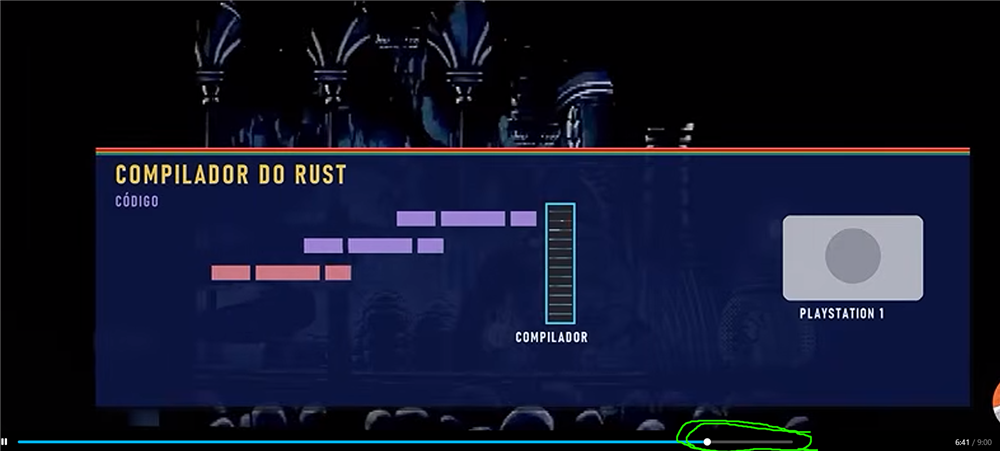 COMPILADOR DO RUST
CÓDIGO
COMPILADOR
PLAYSTATION 1
6:41 / 9:00